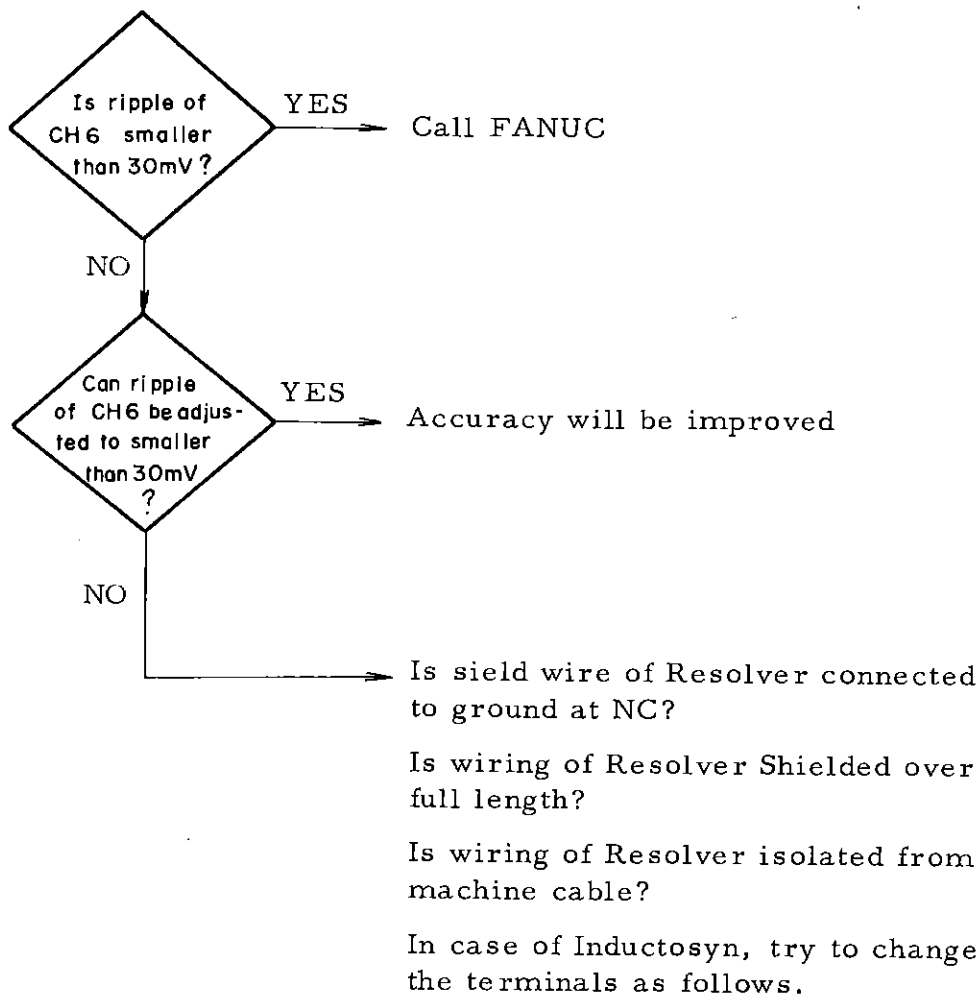 Is ripple of
CH 6 smaller
than 30mV?
YES
Call FANUC
NO
Can ripple
of CH6 be adjus-
ted to smaller
than 30mV
?
YES
Accuracy will be improved
NO
Is sield wire of Resolver connected
to ground at NC?
Is wiring of Resolver Shielded over
full length?
Is wiring of Resolver isolated from
machine cable?
In case of Inductosyn, try to change
the terminals as follows.